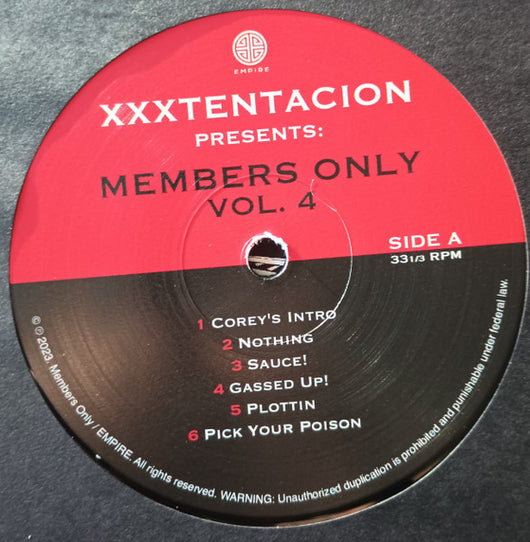 EMPIRE
XXXTENTACION
PRESENTS:
MEMBERS ONLY
VOL. 4
SIDE A
33 1/3 RPM
1 COREY'S INTRO
2 NOTHING
3 SAUCE!
4 GASSED UP!
5 PLOTTIN
6 PICK YOUR POISON
© ℗ 2023. Members Only / EMPIRE. All rights reserved. WARNING: Unauthorized duplication is prohibited and punishable under federal law.